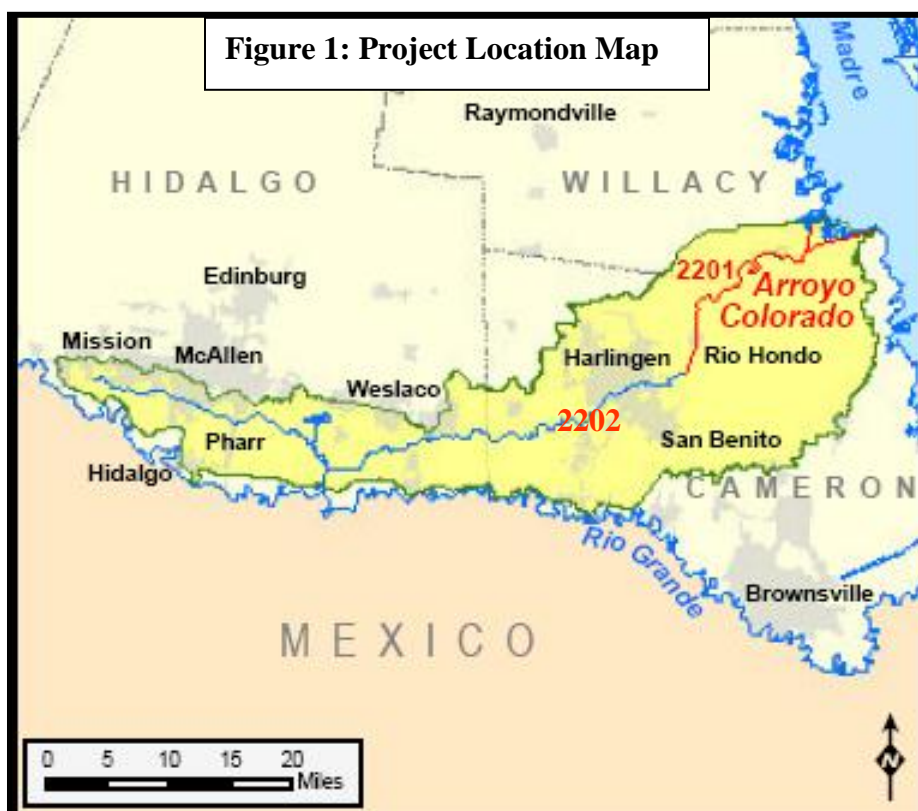 Figure 1: Project Location Map
Madre
Raymondville
HIDALGO
WILLACY
Edinburg
2201
Arroyo
Colorado
Mission
McAllen
Harlingen
Rio Hondo
Weslaco
2202
Pharr
San Benito
Hidalgo
CAMERON
Rio Grande
Brownsville
MEXICO
0 5 10 15 20
Miles
N